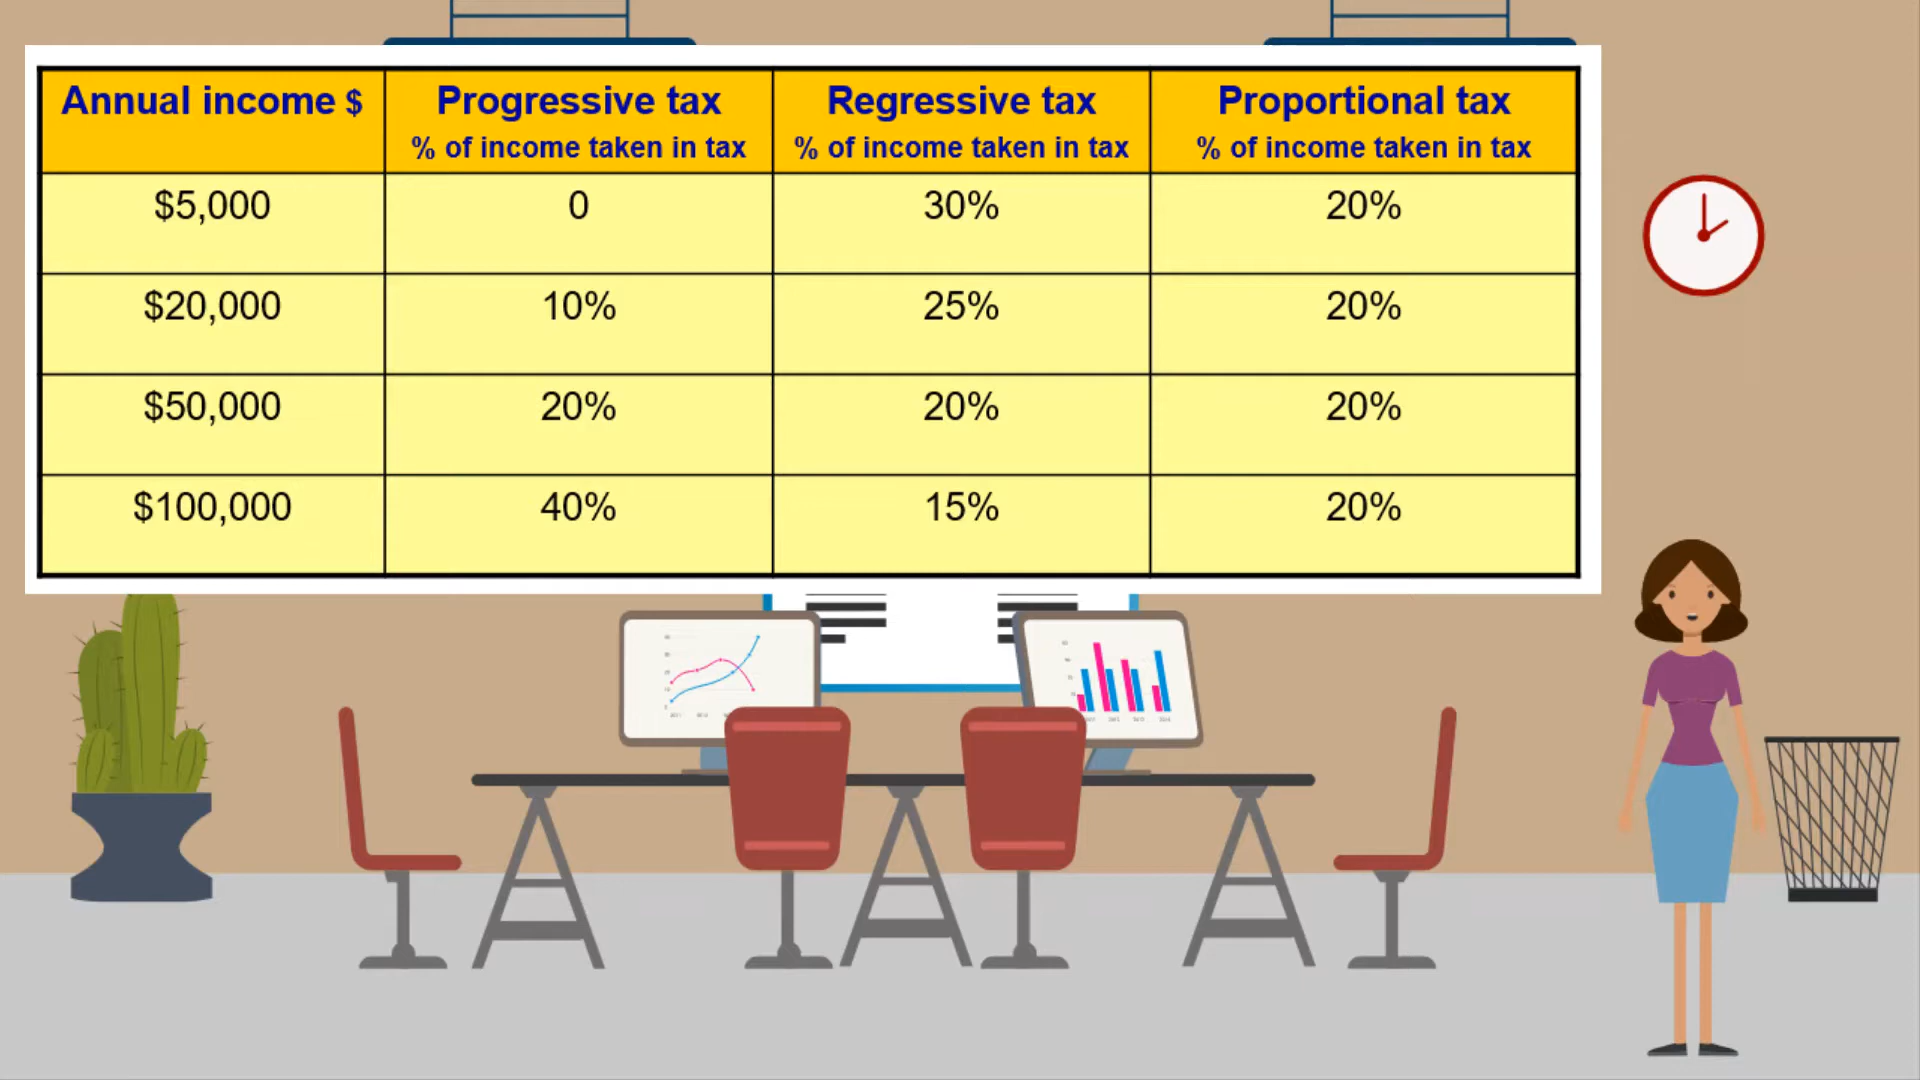 Annual income $ Progressive tax Regressive tax Proportional tax
% of income taken in tax % of income taken in tax % of income taken in tax
$5,000 0 30% 20%
$20,000 10% 25% 20%
$50,000 20% 20% 20%
$100,000 40% 15% 20%